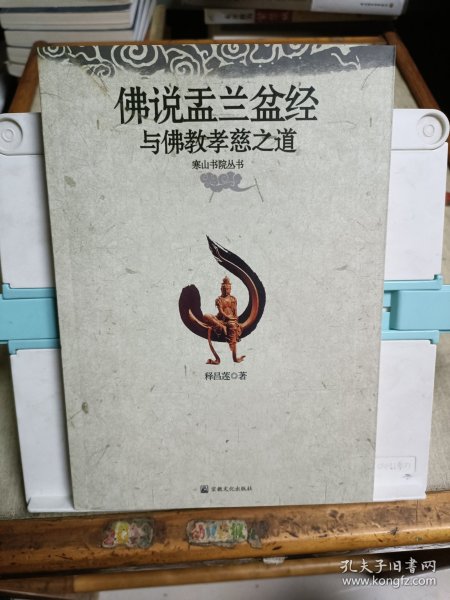 佛说盂兰盆经
与佛教孝慈之道
寒山书院丛书
释昌莲◎著
宗教文化出版社
孔夫子旧书网
www.kongfz.com